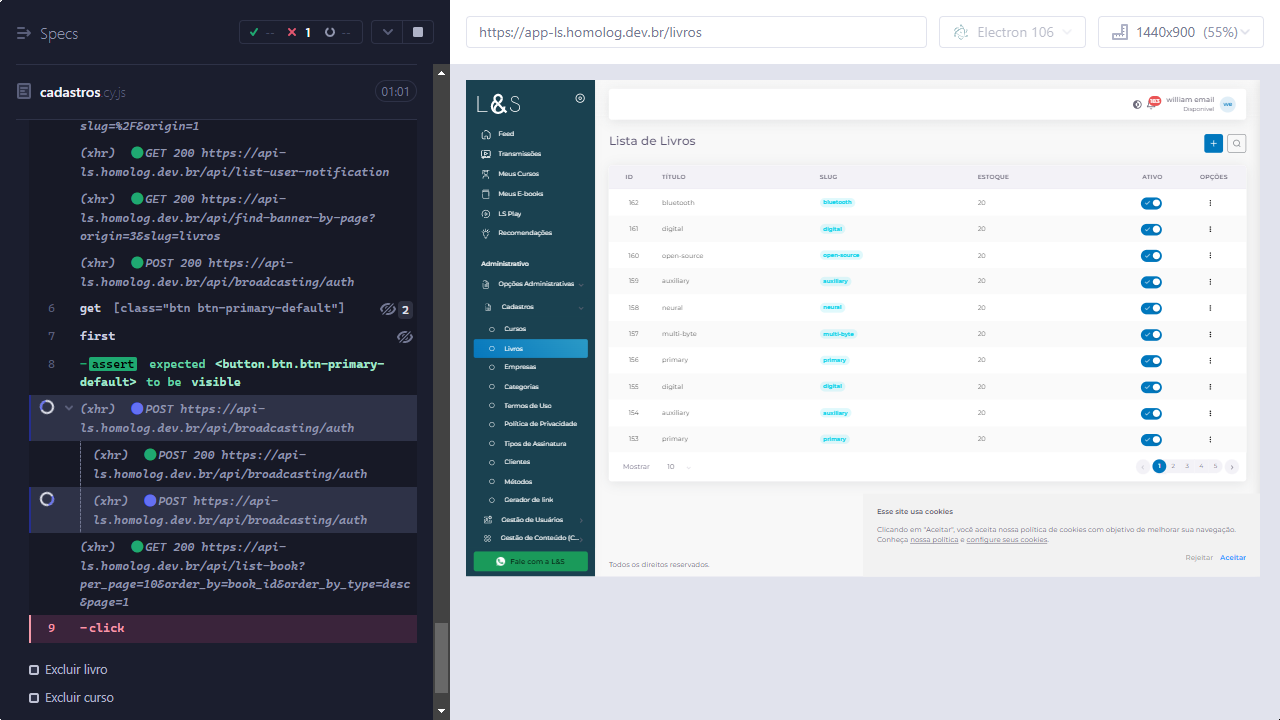 Specs
--
1
--
cadastros cy.js
01:01
slug=%2F&origin=1
(xhr) GET 200 https://api-
ls.homolog.dev.br/api/list-user-notification
(xhr) GET 200 https://api-
ls.homolog.dev.br/api/find-banner-by-page?
origin=3&slug=livros
(xhr) POST 200 https://api-
ls.homolog.dev.br/api/broadcasting/auth
6 get [class="btn btn-primary-default"] 2
7 first
8 -assert expected <button.btn.btn-primary-
default> to be visible
(xhr) POST https://api-
ls.homolog.dev.br/api/broadcasting/auth
(xhr) POST 200 https://api-
ls.homolog.dev.br/api/broadcasting/auth
(xhr) POST https://api-
ls.homolog.dev.br/api/broadcasting/auth
(xhr) GET 200 https://api-
ls.homolog.dev.br/api/list-book?
per_page=10&order_by=book_id&order_by_type=desc
&page=1
9 -click
Excluir livro
Excluir curso
https://app-ls.homolog.dev.br/livros
Electron 106
1440x900 (55%)
L&S
Feed
Transmissões
Meus Cursos
Meus E-books
LS Play
Recomendações
Administrativo
Opções Administrativas
Cadastros
Cursos
Livros
Empresas
Categorias
Termos de Uso
Política de Privacidade
Tipos de Assinatura
Clientes
Métodos
Gerador de link
Gestão de Usuários
Gestão de Conteúdo (C...
Fale com a L&S
william email
Disponível
WE
Lista de Livros
+
ID TÍTULO SLUG ESTOQUE ATIVO OPÇÕES
162 bluetooth bluetooth 20
161 digital digital 20
160 open-source open-source 20
159 auxiliary auxiliary 20
158 neural neural 20
157 multi-byte multi-byte 20
156 primary primary 20
155 digital digital 20
154 auxiliary auxiliary 20
153 primary primary 20
Mostrar 10
‹ 1 2 3 4 5 ›
Esse site usa cookies
Clicando em "Aceitar", você aceita nossa política de cookies com objetivo de melhorar sua navegação.
Conheça nossa política e configure seus cookies.
Rejeitar Aceitar
Todos os direitos reservados.